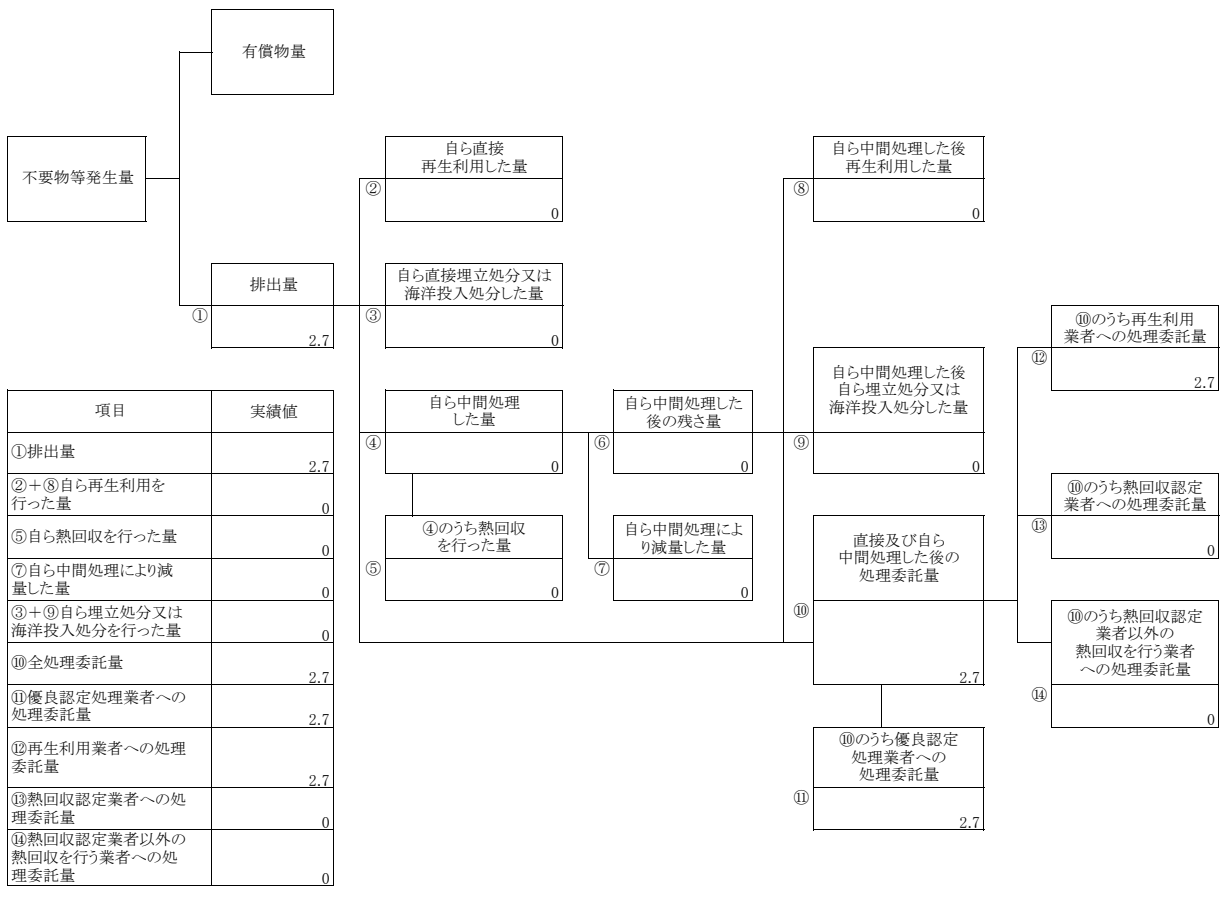 有償物量
不要物等発生量
排出量
①
2.7
自ら直接
再生利用した量
②
0
自ら直接埋立処分又は
海洋投入処分した量
③
0
自ら中間処理
した量
④
0
④のうち熱回収
を行った量
⑤
0
自ら中間処理した
後の残さ量
⑥
0
自ら中間処理によ
り減量した量
⑦
0
自ら中間処理した後
再生利用した量
⑧
0
自ら中間処理した後
自ら埋立処分又は
海洋投入処分した量
⑨
0
直接及び自ら
中間処理した後の
処理委託量
⑩
2.7
⑩のうち優良認定
処理業者への
処理委託量
⑪
2.7
⑩のうち再生利用
業者への処理委託量
⑫
2.7
⑩のうち熱回収認定
業者への処理委託量
⑬
0
⑩のうち熱回収認定
業者以外の
熱回収を行う業者
への処理委託量
⑭
0
項目 実績値
①排出量
2.7
②＋⑧自ら再生利用を
行った量
0
⑤自ら熱回収を行った量
0
⑦自ら中間処理により減
量した量
0
③＋⑨自ら埋立処分又は
海洋投入処分を行った量
0
⑩全処理委託量
2.7
⑪優良認定処理業者への
処理委託量
2.7
⑫再生利用業者への処理
委託量
2.7
⑬熱回収認定業者への処
理委託量
0
⑭熱回収認定業者以外の
熱回収を行う業者への処
理委託量
0